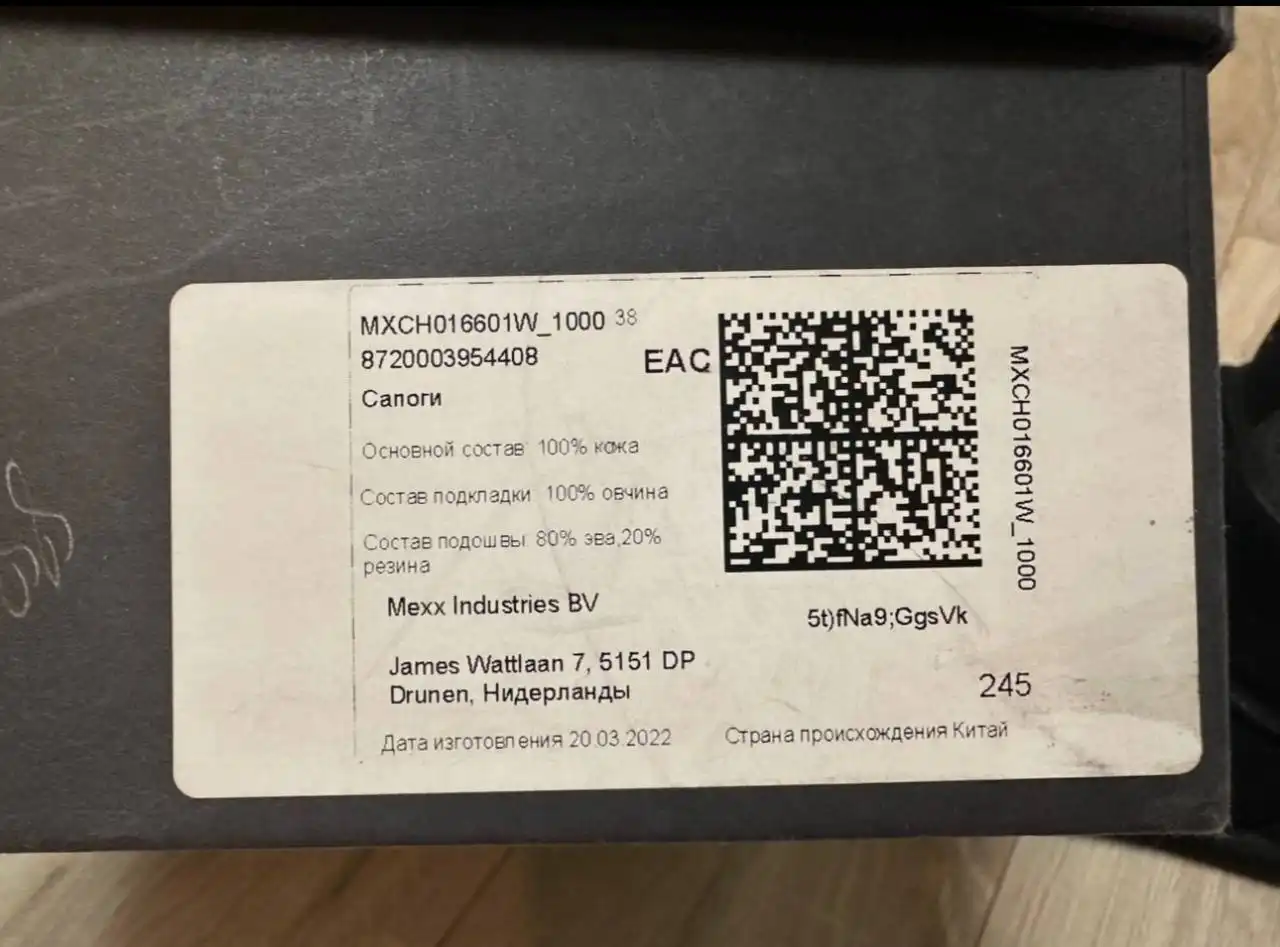 MXCH016601W_1000 38
8720003954408
EAC
Сапоги
Основной состав: 100% кожа
Состав подкладки: 100% овчина
Состав подошвы: 80% эва,20%
резина
Mexx Industries BV
James Wattlaan 7, 5151 DP
Drunen, Нидерланды
Дата изготовления 20.03.2022
5t)fNa9;GgsVk
245
Страна происхождения Китай
MXCH016601W_1000